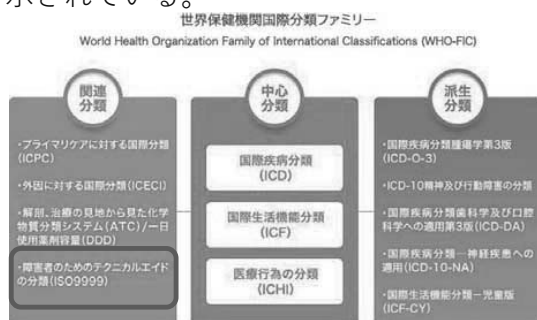 示されている。
世界保健機関国際分類ファミリー
World Health Organization Family of International Classifications (WHO-FIC)
関連
分類
・プライマリケアに対する国際分類
(ICPC)
・外因に対する国際分類(ICECI)
・解剖、治療の見地から見た化学
物質分類システム(ATC)/一日
使用薬剤容量(DDD)
・障害者のためのテクニカルエイド
の分類(ISO9999)
中心
分類
国際疾病分類
(ICD)
国際生活機能分類
(ICF)
医療行為の分類
(ICHI)
派生
分類
・国際疾病分類腫瘍学第3版
(ICD-O-3)
・ICD-10精神及び行動障害の分類
・国際疾病分類歯科学及び口腔
科学への適用第3版(ICD-DA)
・国際疾病分類―神経疾患への
適用(ICD-10-NA)
・国際生活機能分類―児童版
(ICF-CY)